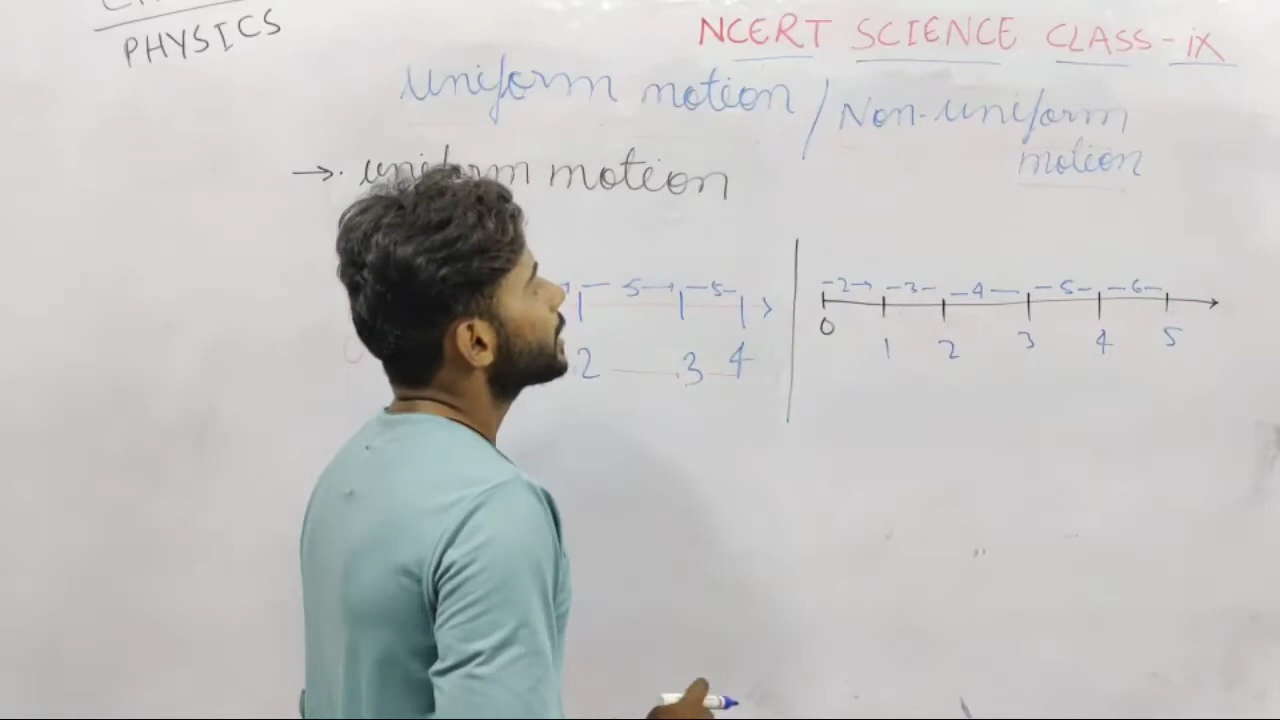 PHYSICS
NCERT SCIENCE CLASS-ix
uniform motion / Non-uniform
motion
→. uniform motion
5 5
2 3 4
2 3 4 5 6
0 1 2 3 4 5